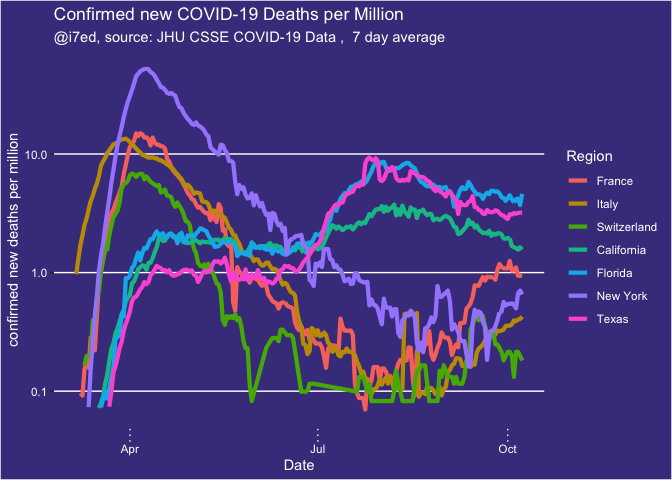 Confirmed new COVID-19 Deaths per Million
@i7ed, source: JHU CSSE COVID-19 Data , 7 day average
confirmed new deaths per million
10.0
1.0
0.1
Apr
Jul
Oct
Date
Region
France
Italy
Switzerland
California
Florida
New York
Texas